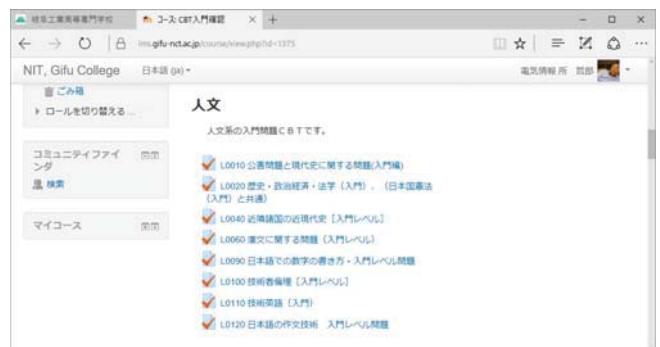 岐阜工業高等専門学校
コース: CBT入門確認
lms.gifu-nct.ac.jp/course/view.php?id=1375
NIT, Gifu College
日本語 (ja)
電気情報 所 哲郎
ごみ箱
ロールを切り替える ...
コミュニティファイ
ンダ
検索
マイコース
人文
人文系の入門問題CBTです。
L0010 公害問題と現代史に関する問題(入門編)
L0020 歴史・政治経済・法学（入門）.（日本国憲法
（入門）と共通）
L0040 近隣諸国の近現代史［入門レベル］
L0060 漢文に関する問題（入門レベル）
L0090 日本語での数字の書き方・入門レベル問題
L0100 技術者倫理［入門レベル］
L0110 技術英語（入門）
L0120 日本語の作文技術 入門レベル問題